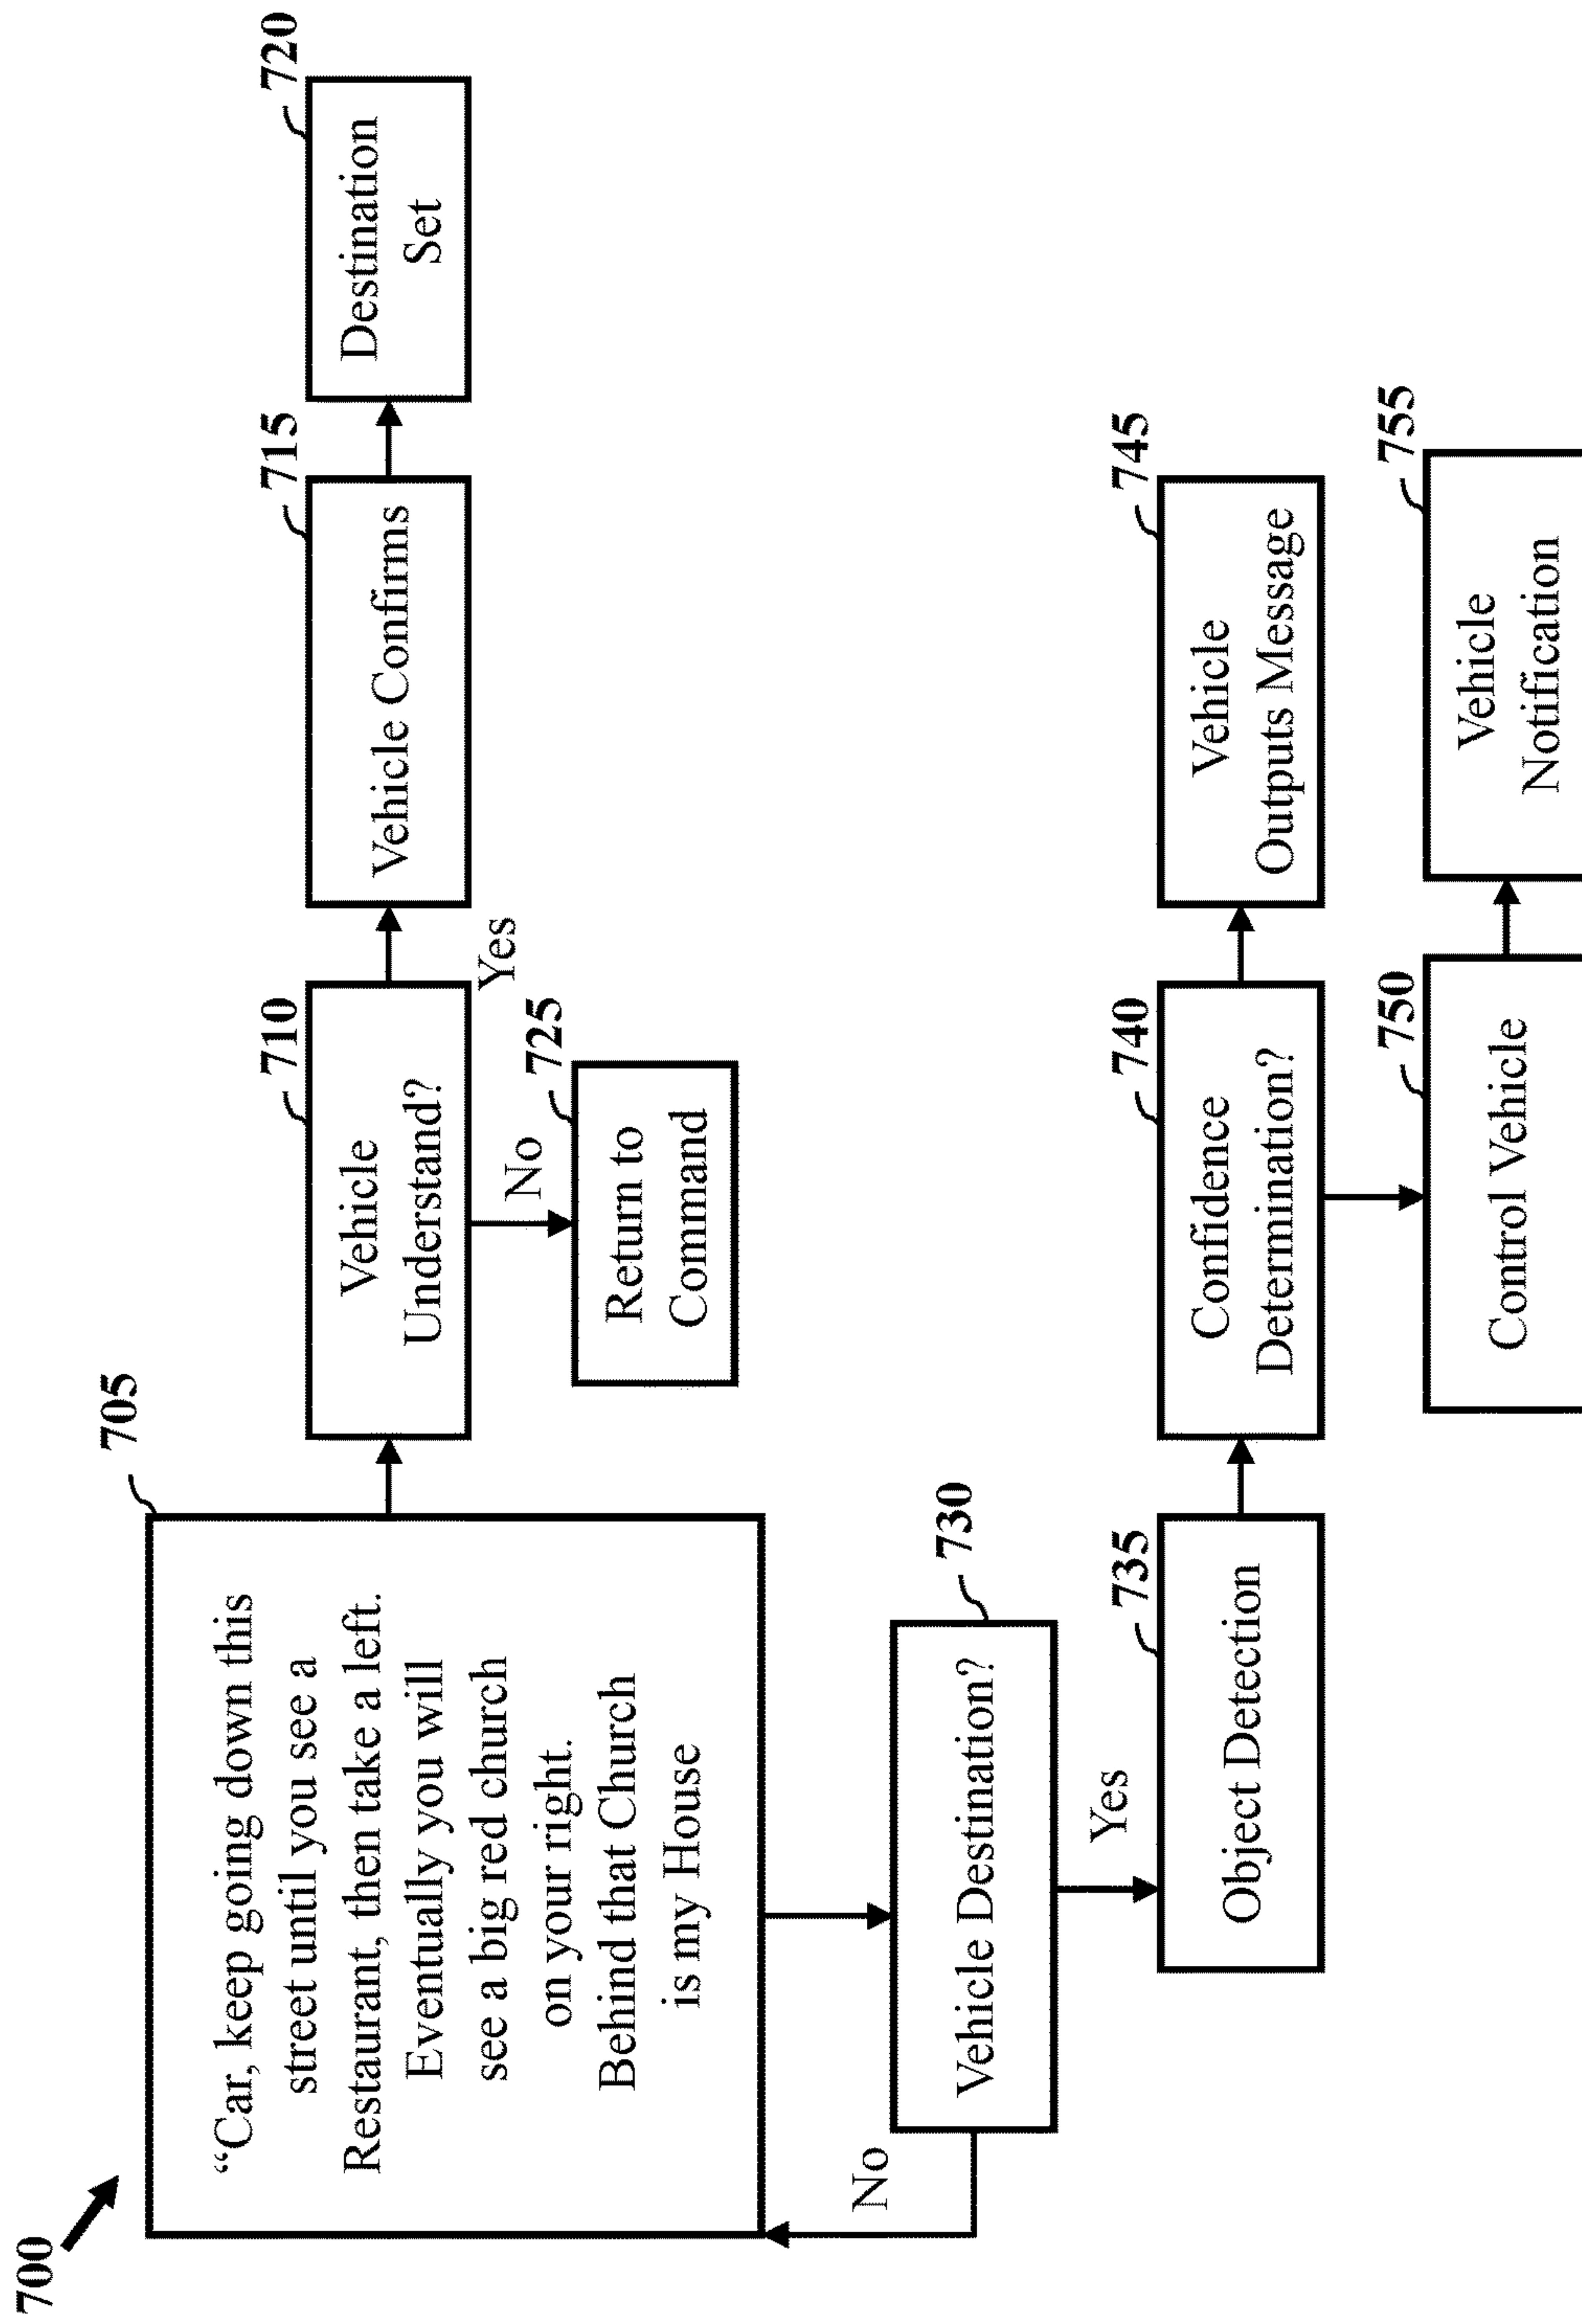 700
705
“Car, keep going down this
street until you see a
Restaurant, then take a left.
Eventually you will
see a big red church
on your right.
Behind that Church
is my House
710
Vehicle
Understand?
Yes
715
Vehicle Confirms
720
Destination
Set
No
725
Return to
Command
730
Vehicle Destination?
No
Yes
735
Object Detection
740
Confidence
Determination?
745
Vehicle
Outputs Message
750
Control Vehicle
755
Vehicle
Notification